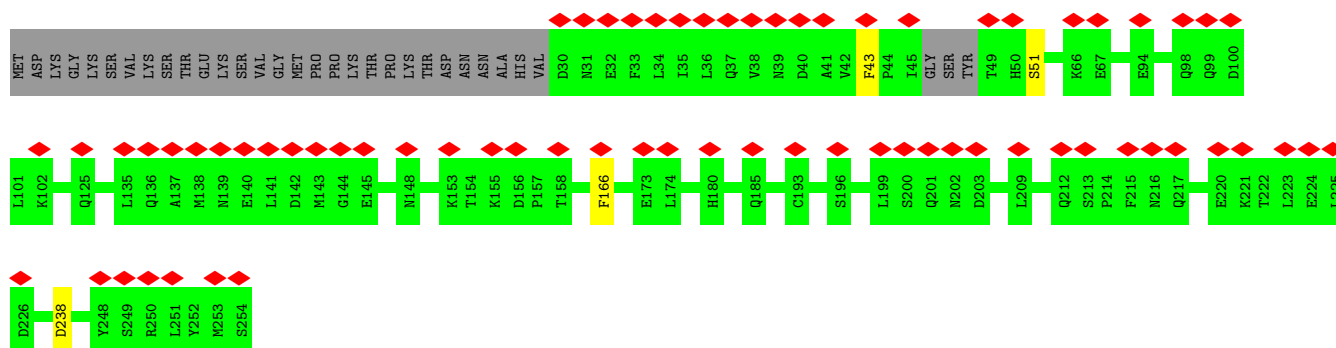 MET ASP LYS GLY LYS SER VAL LYS SER THR GLU LYS SER VAL GLY MET PRO PRO LYS THR PRO LYS THR ASP ASN ASN ALA HIS VAL D30 N31 E32 F33 L34 I35 L36 Q37 V38 N39 D40 A41 V42 F43 P44 I45 GLY SER TYR T49 H50 S51 K66 E67 E94 Q98 Q99 D100
L101 K102 Q125 L135 Q136 A137 M138 N139 E140 L141 D142 M143 G144 E145 N148 K153 T154 K155 D156 P157 T158 F166 E173 L174 H180 Q185 C193 S196 L199 S200 Q201 N202 D203 L209 Q212 S213 P214 F215 N216 Q217 E220 K221 T222 L223 E224 L225
D226 D238 Y248 S249 R250 L251 Y252 M253 S254